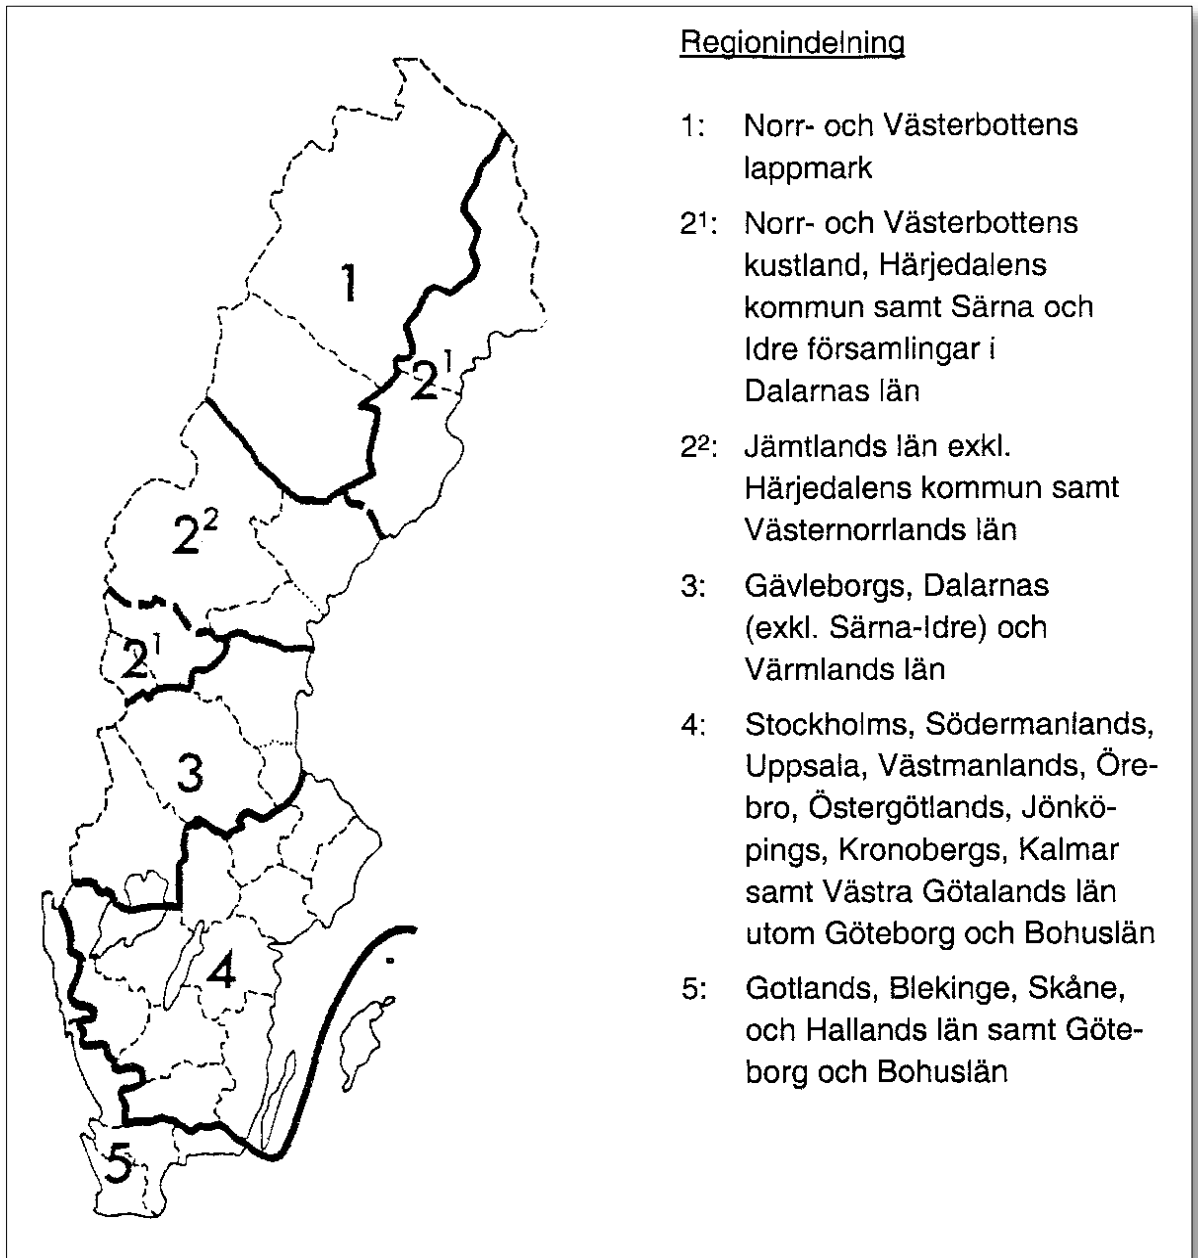 Regionindelning
1: Norr- och Västerbottens
lappmark
2¹: Norr- och Västerbottens
kustland, Härjedalens
kommun samt Särna och
Idre församlingar i
Dalarnas län
2²: Jämtlands län exkl.
Härjedalens kommun samt
Västernorrlands län
3: Gävleborgs, Dalarnas
(exkl. Särna-Idre) och
Värmlands län
4: Stockholms, Södermanlands,
Uppsala, Västmanlands, Öre-
bro, Östergötlands, Jönkö-
pings, Kronobergs, Kalmar
samt Västra Götalands län
utom Göteborg och Bohuslän
5: Gotlands, Blekinge, Skåne,
och Hallands län samt Göte-
borg och Bohuslän
1
2¹
2²
2¹
3
4
5